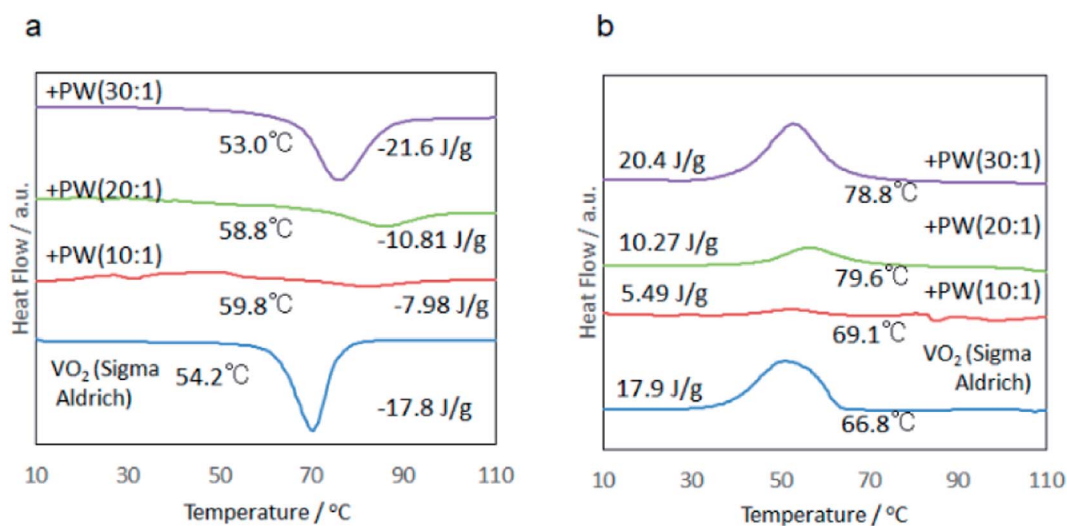 a
+PW(30:1)
53.0℃
-21.6 J/g
+PW(20:1)
58.8℃
-10.81 J/g
+PW(10:1)
59.8℃
-7.98 J/g
VO₂ (Sigma
Aldrich)
54.2℃
-17.8 J/g
Heat Flow / a.u.
10 30 50 70 90 110
Temperature / °C
b
20.4 J/g
+PW(30:1)
78.8℃
+PW(20:1)
10.27 J/g
79.6℃
+PW(10:1)
5.49 J/g
69.1℃
VO₂ (Sigma
Aldrich)
17.9 J/g
66.8℃
Heat Flow / a.u.
10 30 50 70 90 110
Temperature / °C